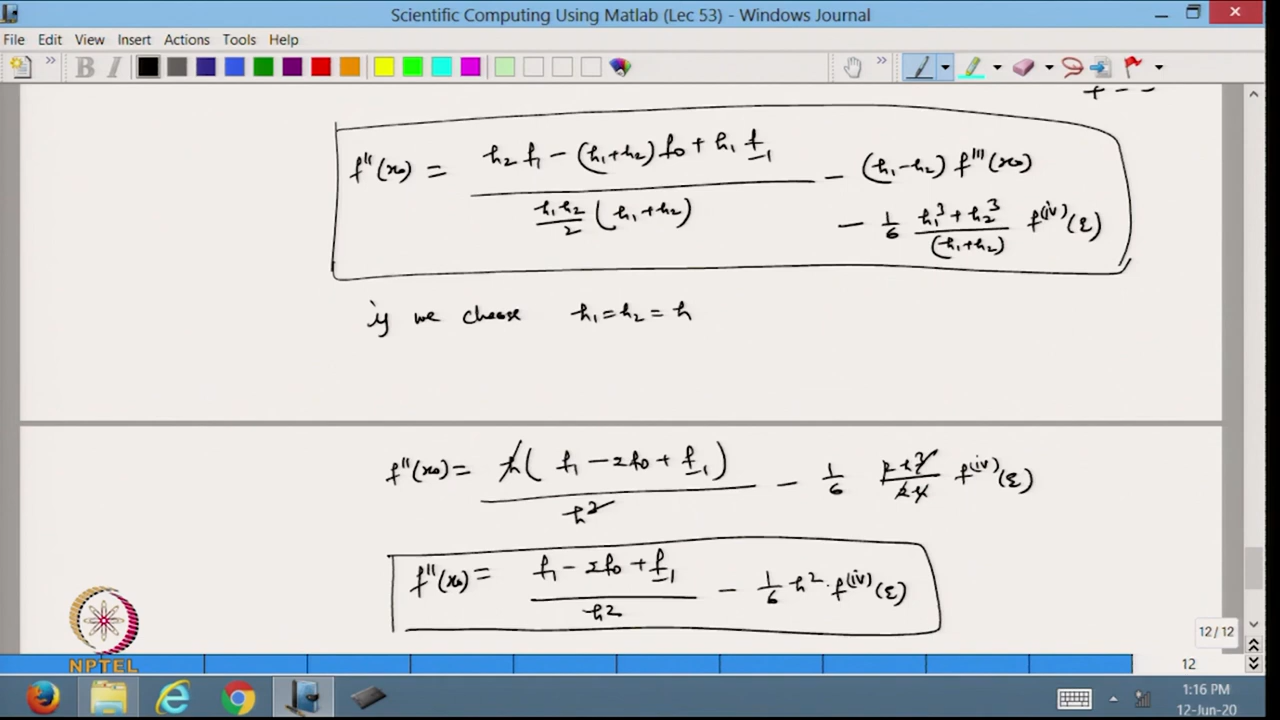 Scientific Computing Using Matlab (Lec 53) - Windows Journal
File Edit View Insert Actions Tools Help
f''(x₀) = (h₂ f₁ − (h₁+h₂) f₀ + h₁ f₋₁) / ((h₁h₂/2) (h₁+h₂)) − (h₁−h₂) f'''(x₀)
− 1/6 (h₁³+h₂³)/(h₁+h₂) f^(iv)(ξ)
if we choose h₁ = h₂ = h
f''(x₀) = h( f₁ − 2f₀ + f₋₁) / h³ − 1/6 2h³/2h f^(iv)(ξ)
f''(x₀) = (f₁ − 2f₀ + f₋₁) / h² − 1/6 h² · f^(iv)(ξ)
12 / 12
NPTEL
12
1:16 PM
12-Jun-20